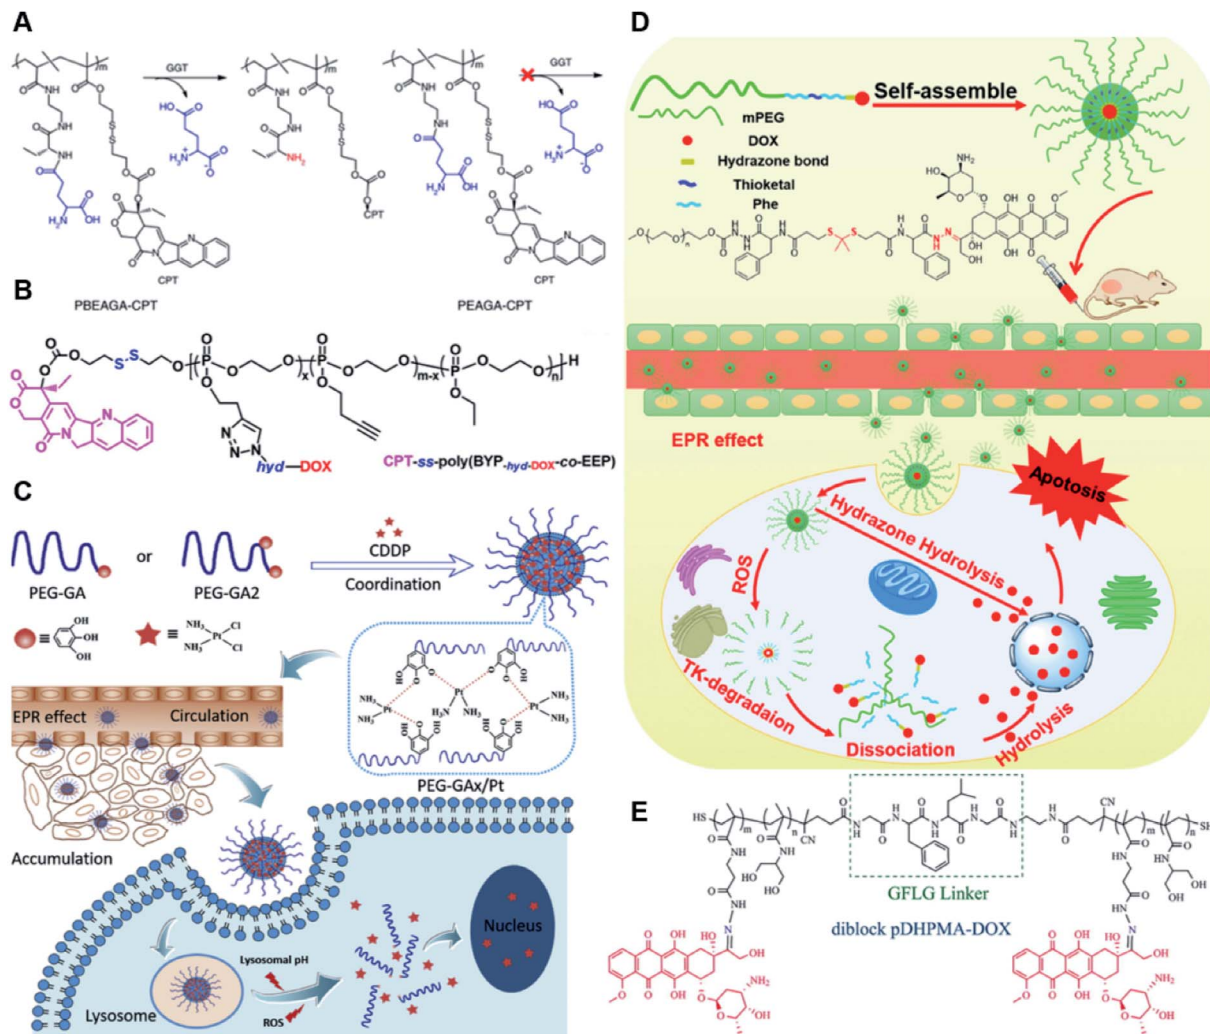 A
GGT
GGT
CPT
CPT
CPT
PBEAGA-CPT
PEAGA-CPT
B
CPT-ss-poly(BYP-hyd-DOX-co-EEP)
hyd—DOX
C
PEG-GA
or
PEG-GA2
CDDP
Coordination
EPR effect
Circulation
PEG-GAx/Pt
Accumulation
Lysosomal pH
ROS
Lysosome
Nucleus
D
Self-assemble
mPEG
DOX
Hydrazone bond
Thioketal
Phe
EPR effect
Apotosis
Hydrazone Hydrolysis
ROS
TK-degradaion
Dissociation
Hydrolysis
E
GFLG Linker
diblock pDHPMA-DOX